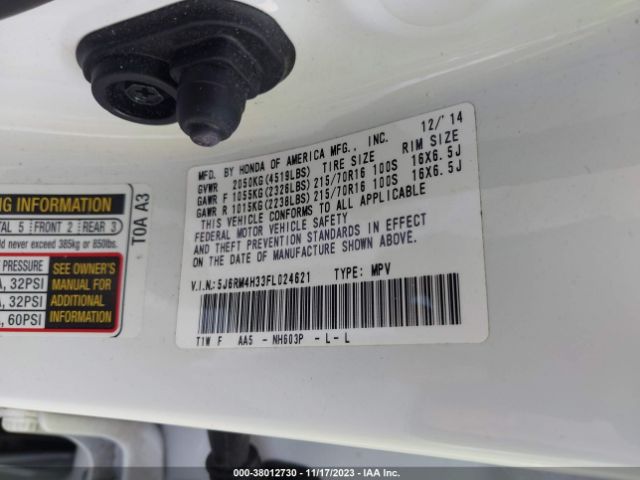 MFD. BY HONDA OF AMERICA MFG., INC. 12/'14
GVWR 2050KG(4519LBS) TIRE SIZE RIM SIZE
GAWR F 1055KG(2326LBS) 215/70R16 100S 16X6.5J
GAWR R 1015KG(2238LBS) 215/70R16 100S 16X6.5J
THIS VEHICLE CONFORMS TO ALL APPLICABLE
FEDERAL MOTOR VEHICLE SAFETY
AND THEFT PREVENTION STANDARDS IN EFFECT
ON THE DATE OF MANUFACTURE SHOWN ABOVE.
V.I.N.:5J6RM4H33FL024621 TYPE: MPV
T1W F AA5 - NH603P - L - L
INFORMATION
TAL 5 FRONT 2 REAR 3
ld never exceed 385kg or 850lbs.
PRESSURE
A, 32PSI
A, 32PSI
, 60PSI
SEE OWNER'S
MANUAL FOR
ADDITIONAL
INFORMATION
T0A A3
000-38012730 - 11/17/2023 - IAA Inc.